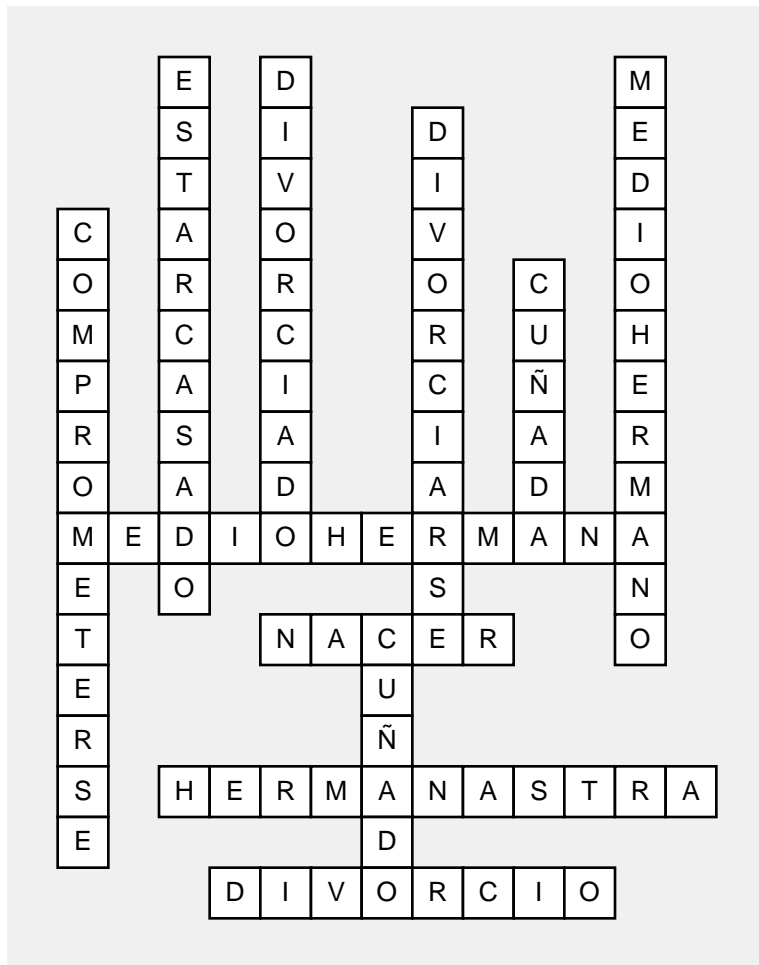 ESTARCASADO
DIVORCIADO
MEDIOHERMANO
DIVORCIARSE
COMPROMETERSE
CUÑADA
MEDIOHERMANA
NACER
CUÑADO
HERMANASTRA
DIVORCIO